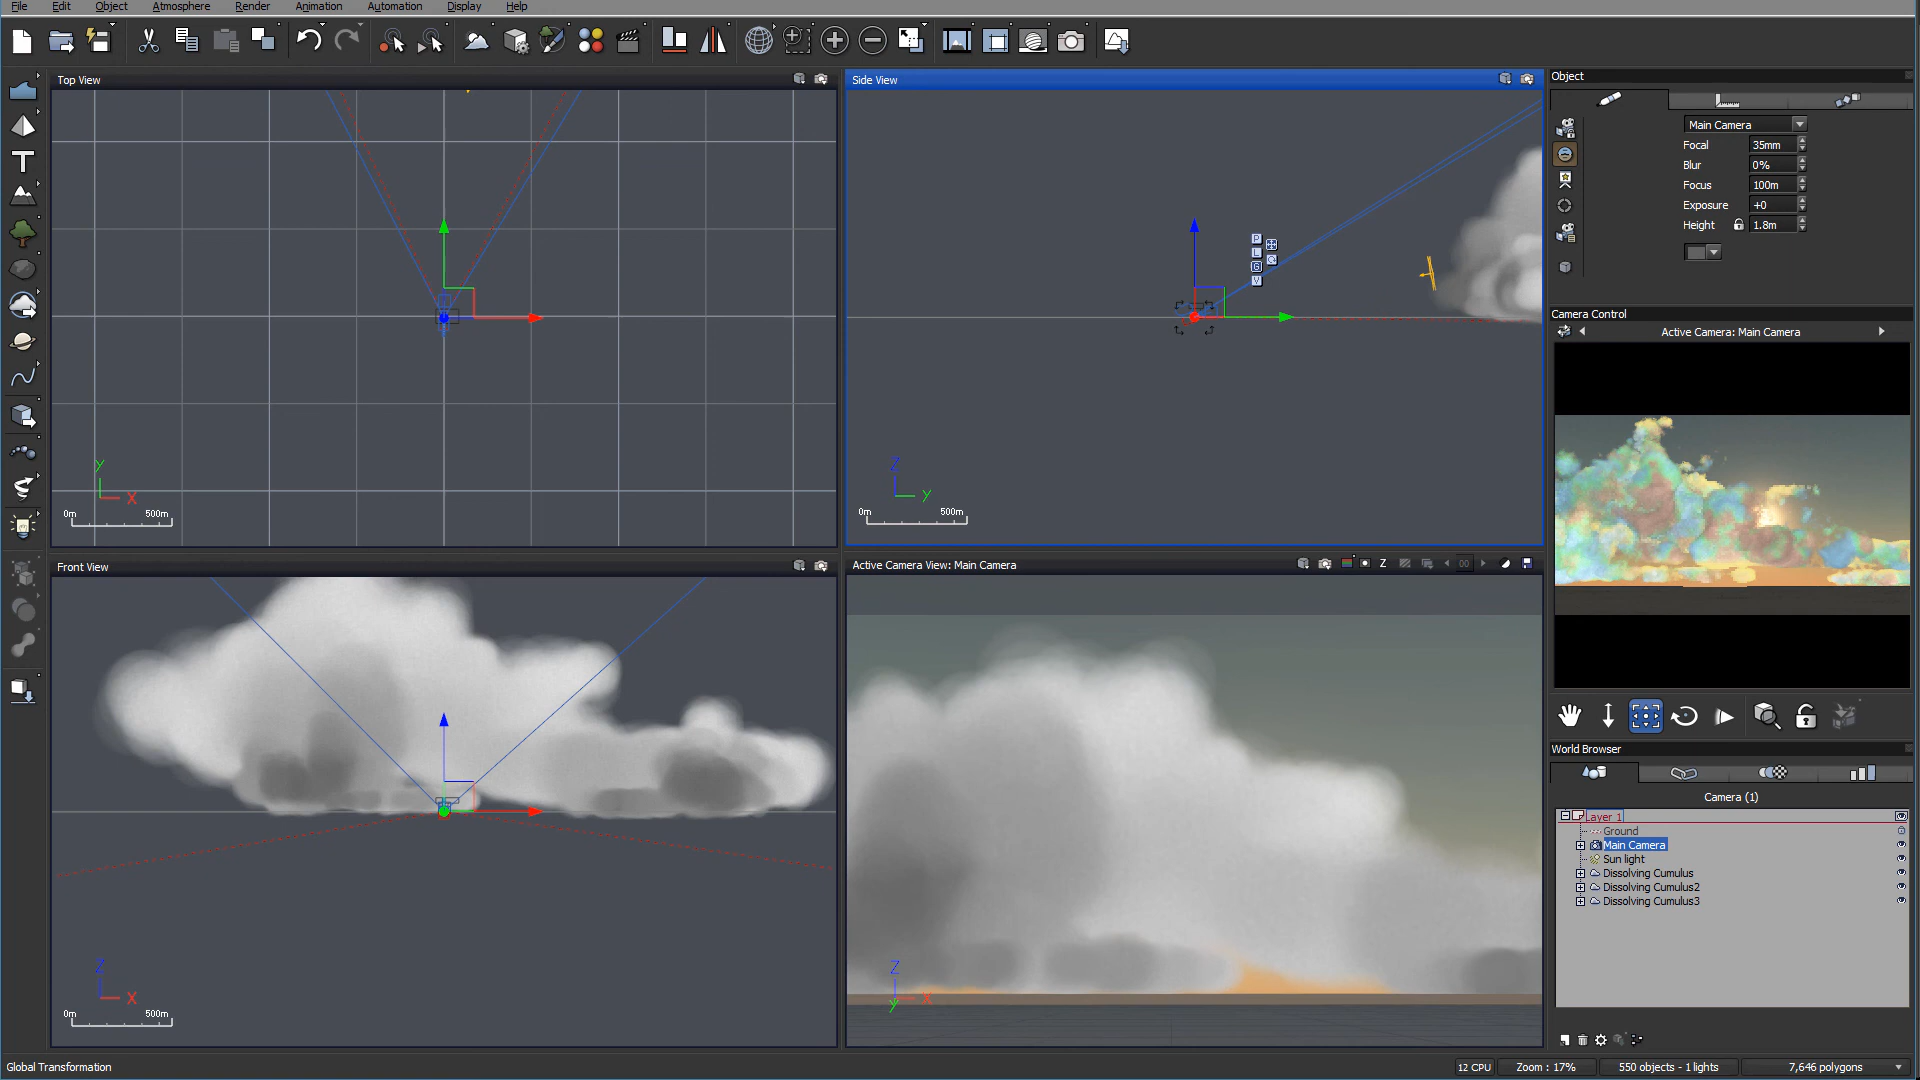 File Edit Object Atmosphere Render Animation Automation Display Help
Top View
Side View
Object
Main Camera
Focal 35mm
Blur 0%
Focus 100m
Exposure +0
Height 1.8m
P
L
G
V
Camera Control
Active Camera: Main Camera
Y
X
0m 500m
Z
Y
0m 500m
Front View
Active Camera View: Main Camera
Z
00
World Browser
Camera (1)
Layer 1
Ground
Main Camera
Sun light
Dissolving Cumulus
Dissolving Cumulus2
Dissolving Cumulus3
Z
X
0m 500m
Z
X
Y
Global Transformation
12 CPU
Zoom : 17%
550 objects - 1 lights
7,646 polygons